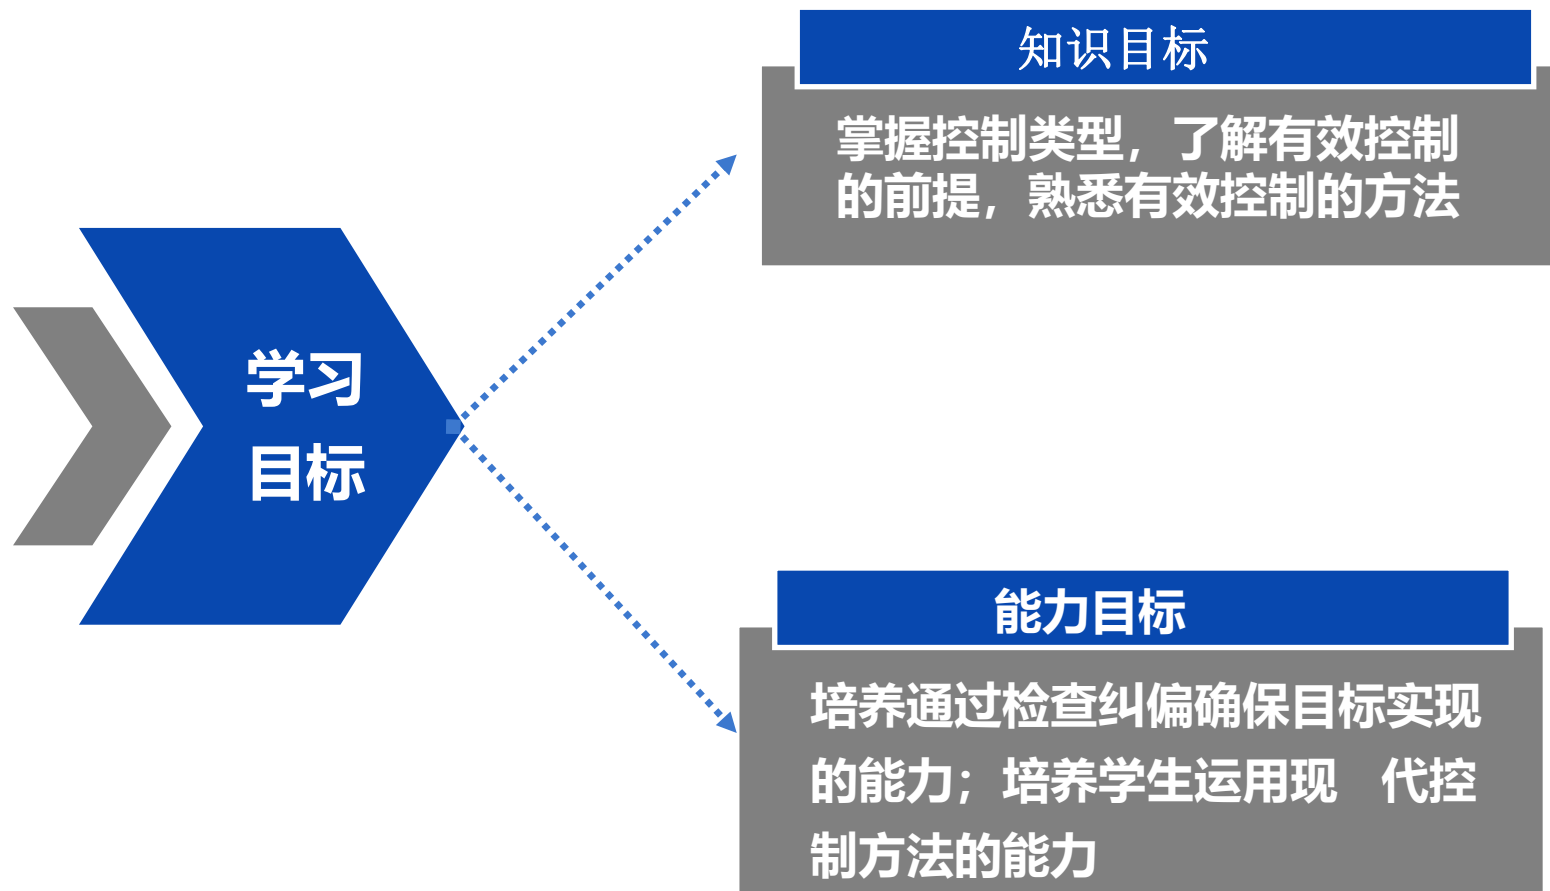 学习
目标
知识目标
掌握控制类型，了解有效控制
的前提，熟悉有效控制的方法
能力目标
培养通过检查纠偏确保目标实现
的能力；培养学生运用现　代控
制方法的能力